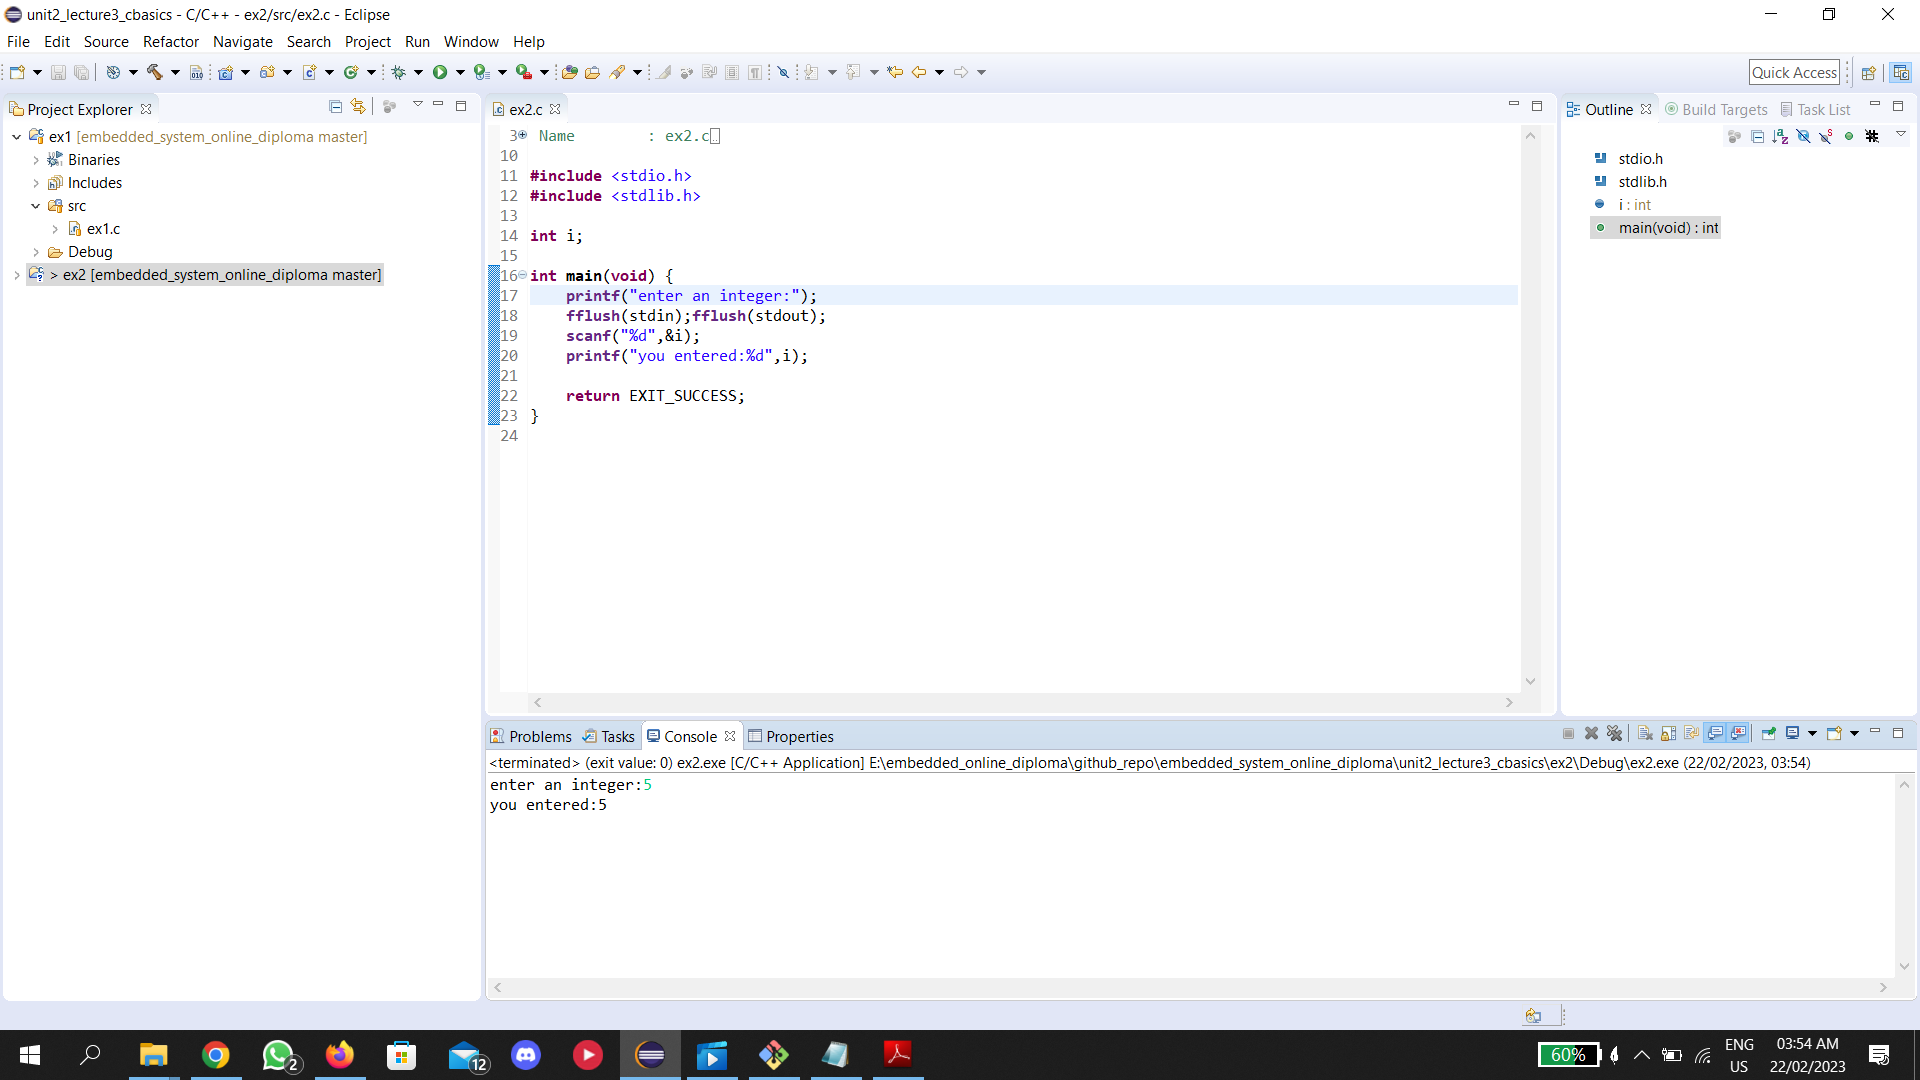 unit2_lecture3_cbasics - C/C++ - ex2/src/ex2.c - Eclipse
File Edit Source Refactor Navigate Search Project Run Window Help
Quick Access
Project Explorer
ex1 [embedded_system_online_diploma master]
Binaries
Includes
src
ex1.c
Debug
> ex2 [embedded_system_online_diploma master]
ex2.c
3 Name : ex2.c
10
11 #include <stdio.h>
12 #include <stdlib.h>
13
14 int i;
15
16 int main(void) {
17 printf("enter an integer:");
18 fflush(stdin);fflush(stdout);
19 scanf("%d",&i);
20 printf("you entered:%d",i);
21
22 return EXIT_SUCCESS;
23 }
24
Outline Build Targets Task List
stdio.h
stdlib.h
i : int
main(void) : int
Problems Tasks Console Properties
<terminated> (exit value: 0) ex2.exe [C/C++ Application] E:\embedded_online_diploma\github_repo\embedded_system_online_diploma\unit2_lecture3_cbasics\ex2\Debug\ex2.exe (22/02/2023, 03:54)
enter an integer:5
you entered:5
2
12
60%
ENG
US
03:54 AM
22/02/2023